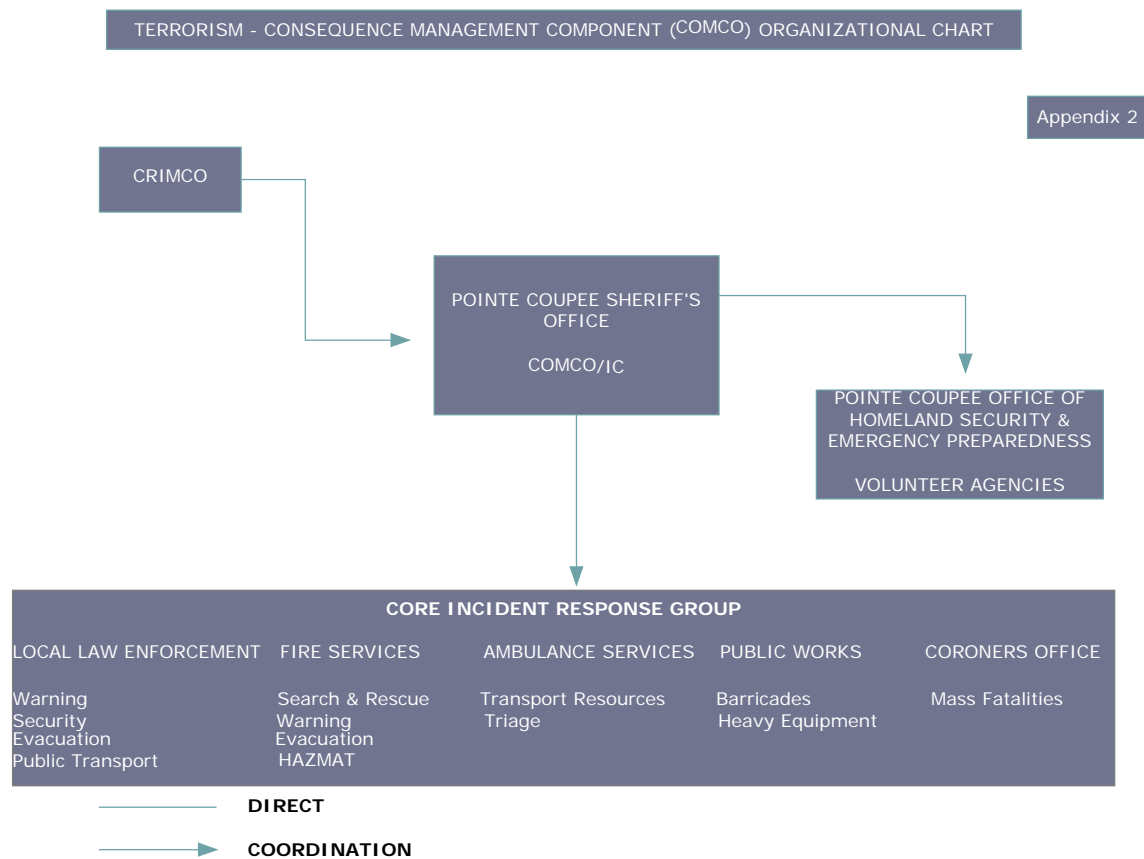 TERRORISM - CONSEQUENCE MANAGEMENT COMPONENT (COMCO) ORGANIZATIONAL CHART
Appendix 2
CRIMCO
POINTE COUPEE SHERIFF'S
OFFICE
COMCO/IC
POINTE COUPEE OFFICE OF
HOMELAND SECURITY &
EMERGENCY PREPAREDNESS
VOLUNTEER AGENCIES
CORE INCIDENT RESPONSE GROUP
LOCAL LAW ENFORCEMENT
Warning
Security
Evacuation
Public Transport
FIRE SERVICES
Search & Rescue
Warning
Evacuation
HAZMAT
AMBULANCE SERVICES
Transport Resources
Triage
PUBLIC WORKS
Barricades
Heavy Equipment
CORONERS OFFICE
Mass Fatalities
DIRECT
COORDINATION